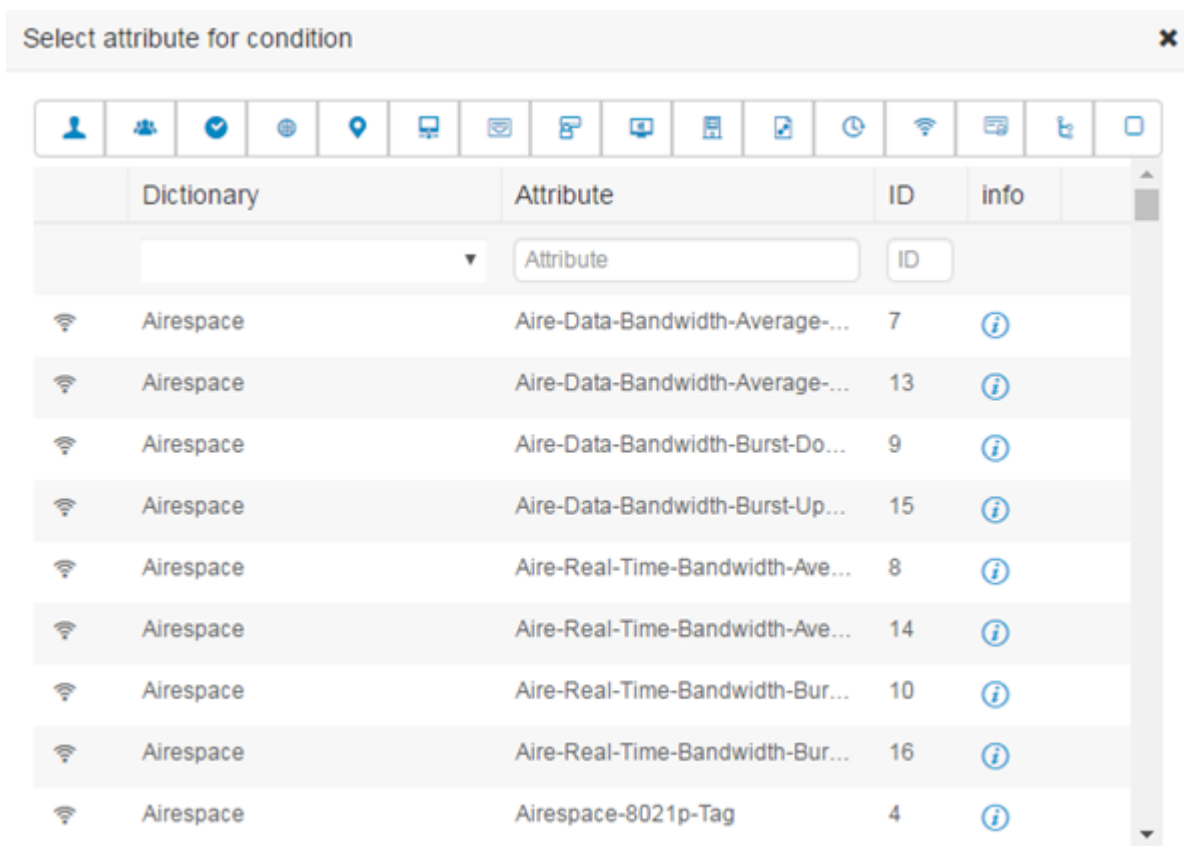 Select attribute for condition
Dictionary Attribute ID info
Attribute ID
Airespace Aire-Data-Bandwidth-Average-... 7
Airespace Aire-Data-Bandwidth-Average-... 13
Airespace Aire-Data-Bandwidth-Burst-Do... 9
Airespace Aire-Data-Bandwidth-Burst-Up... 15
Airespace Aire-Real-Time-Bandwidth-Ave... 8
Airespace Aire-Real-Time-Bandwidth-Ave... 14
Airespace Aire-Real-Time-Bandwidth-Bur... 10
Airespace Aire-Real-Time-Bandwidth-Bur... 16
Airespace Airespace-8021p-Tag 4